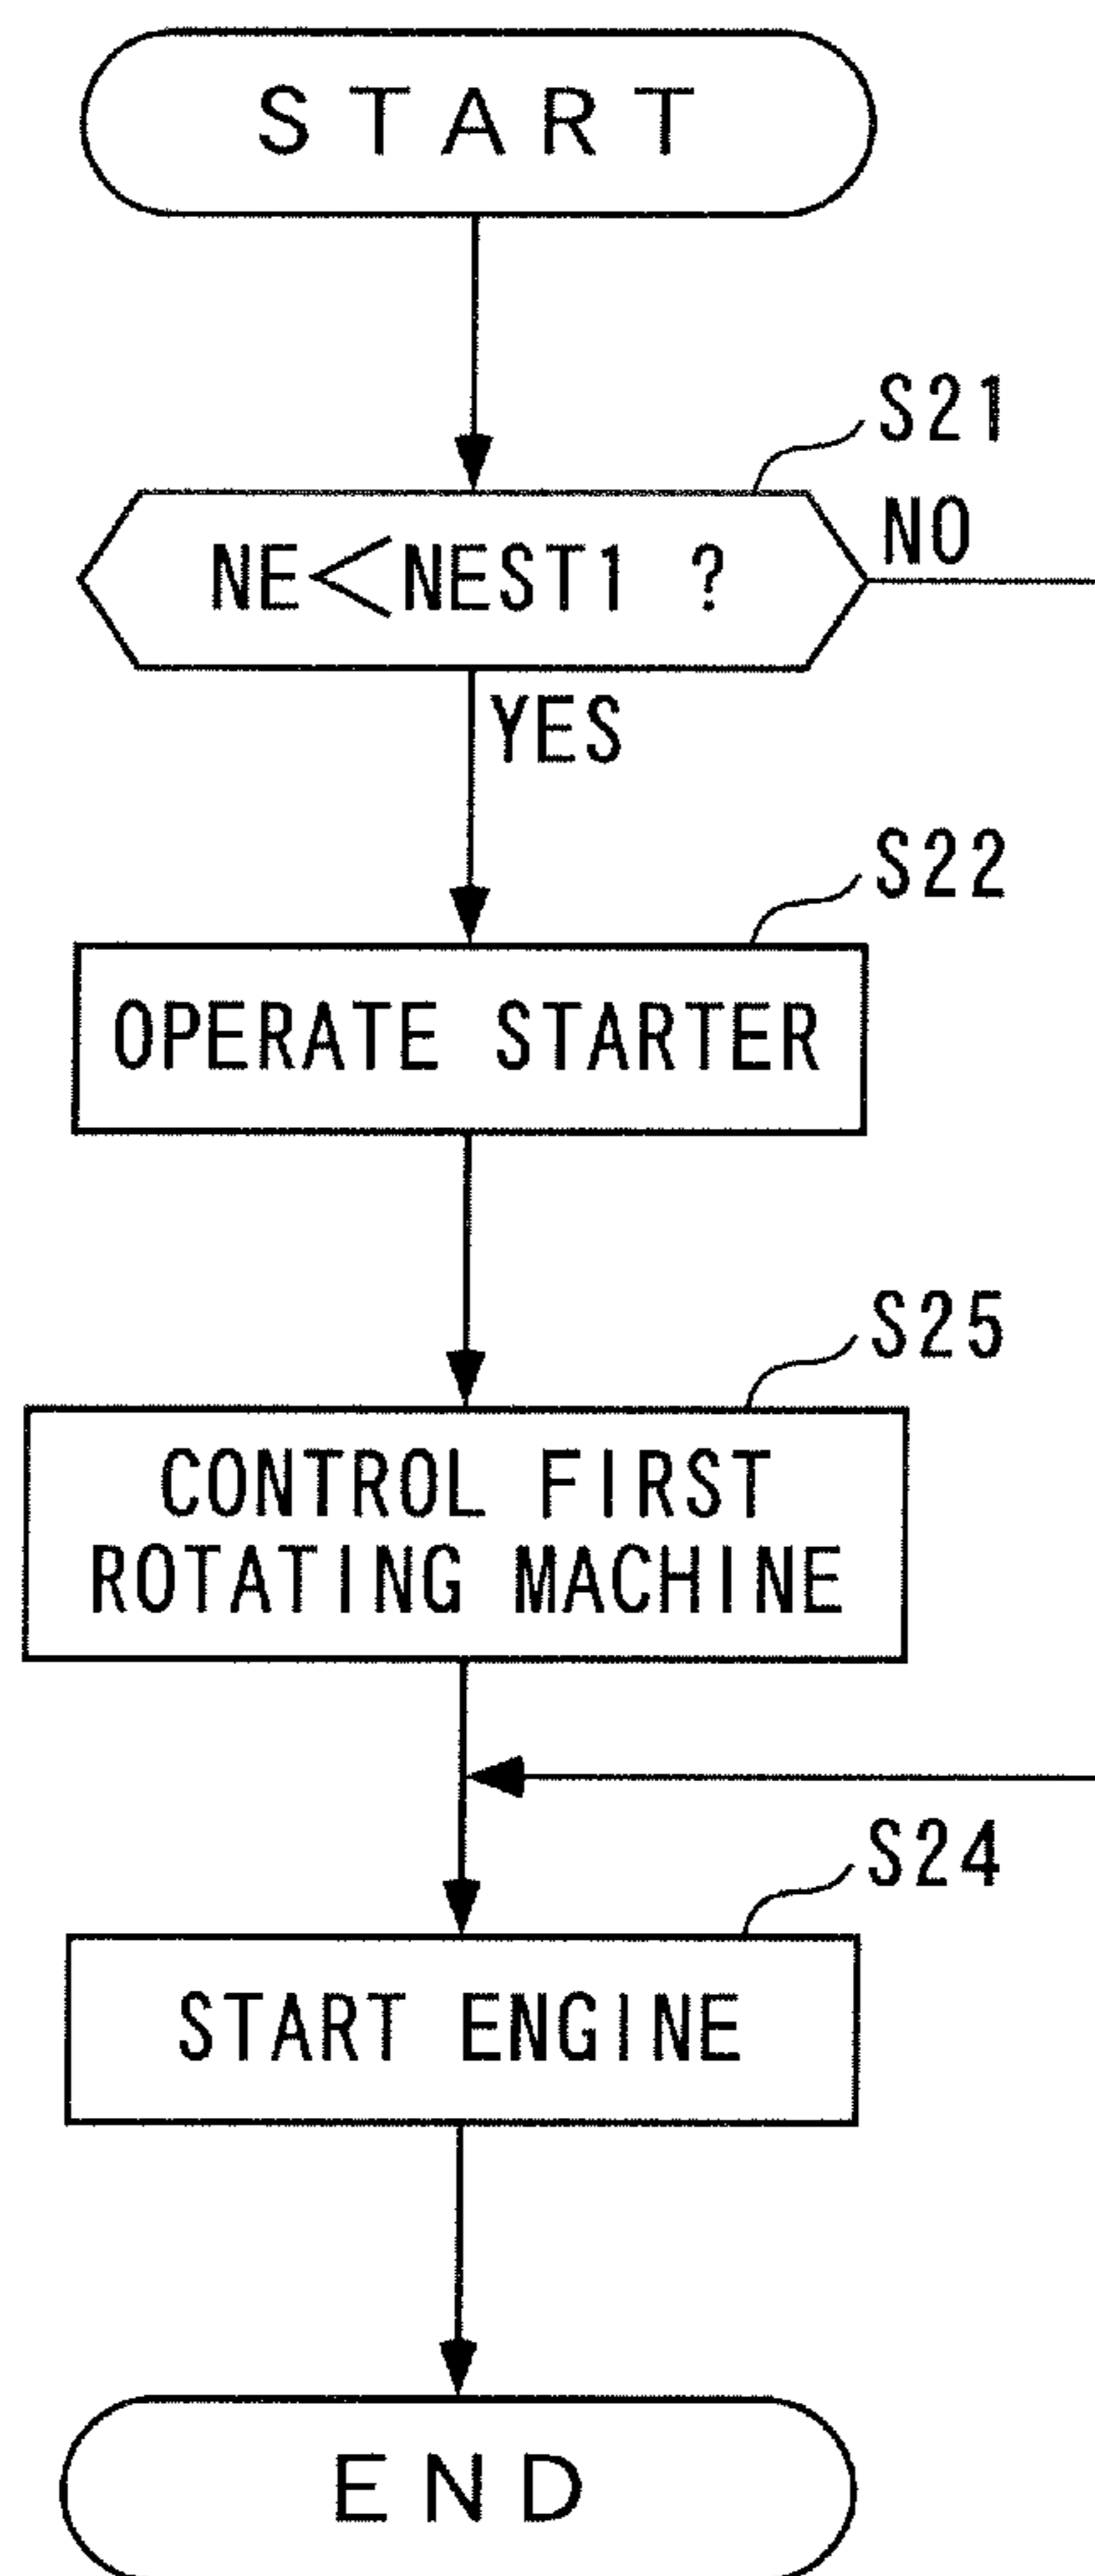 START
S21
NE<NEST1 ?
NO
YES
S22
OPERATE STARTER
S25
CONTROL FIRST
ROTATING MACHINE
S24
START ENGINE
END